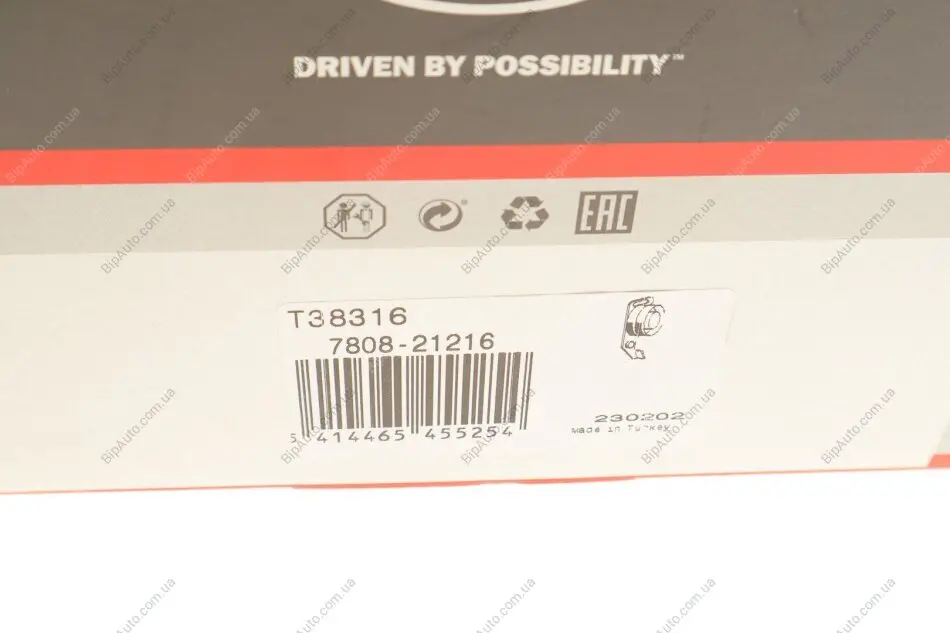 DRIVEN BY POSSIBILITY™
EAC
T38316
7808-21216
5 414465 455254
230202
Made in Turkey
BipAuto.com.ua